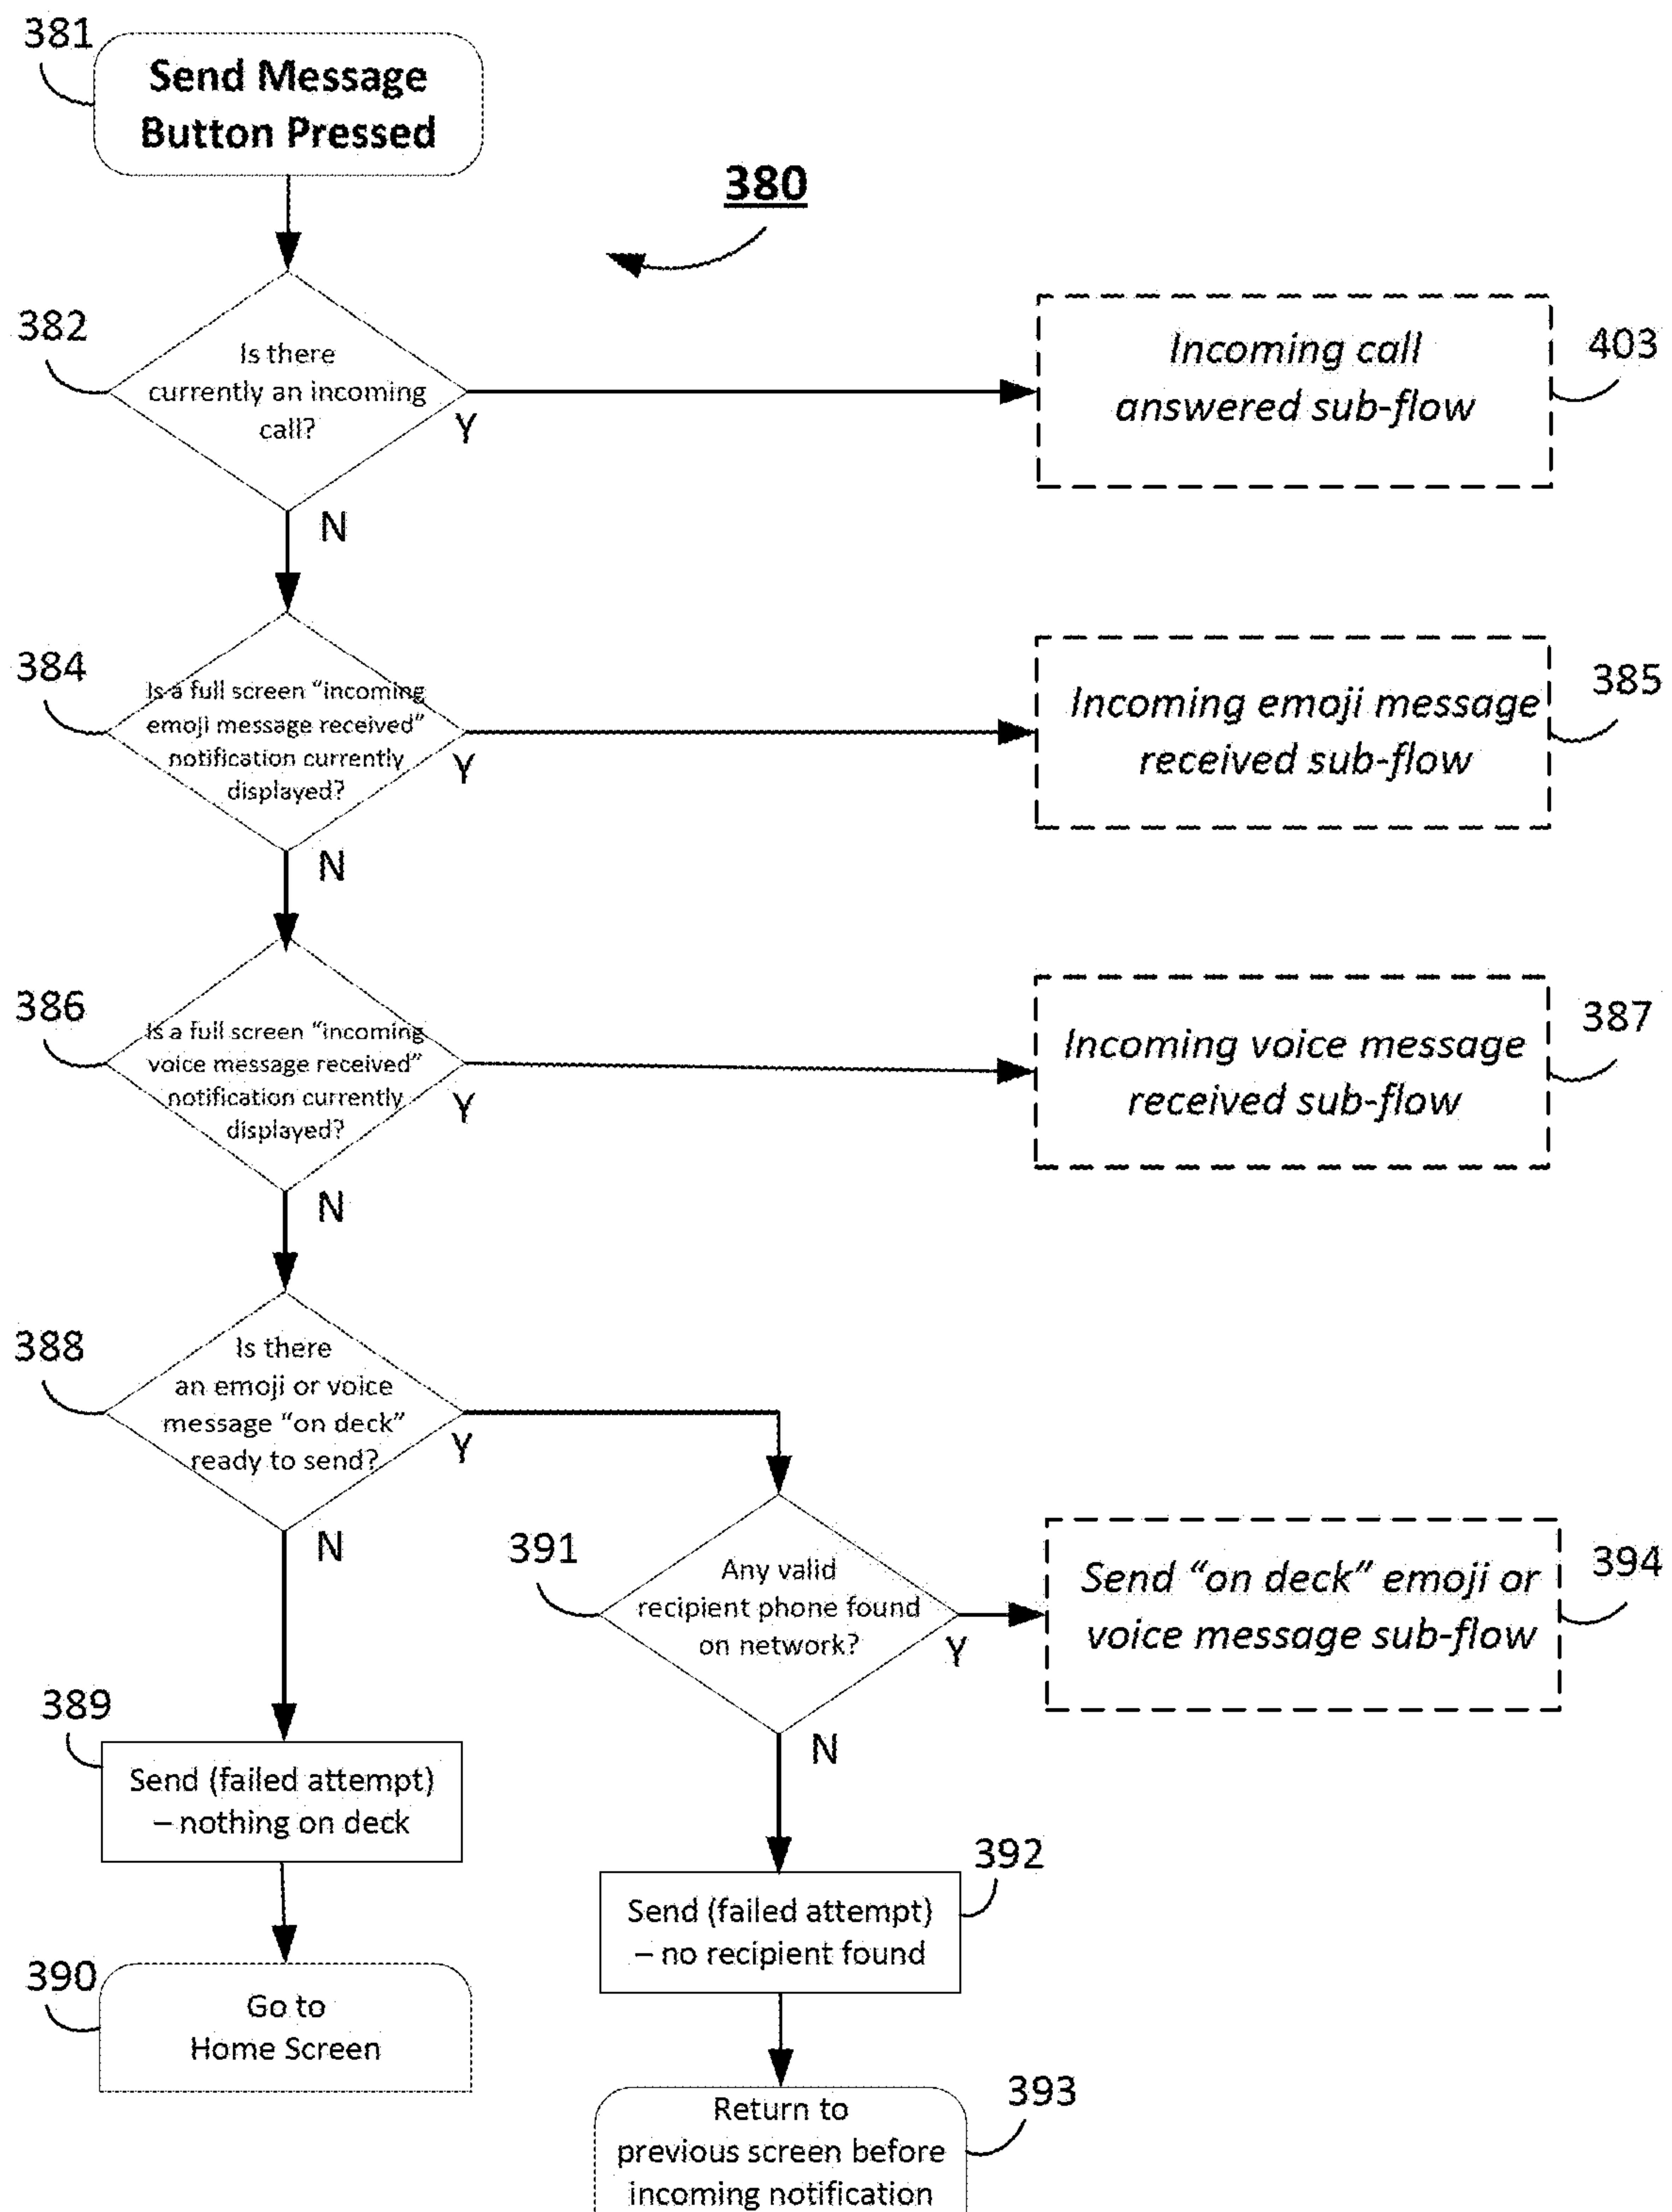 381
Send Message
Button Pressed
380
382
Is there
currently an incoming
call?
Y
N
Incoming call
answered sub-flow
403
384
Is a full screen “incoming
emoji message received”
notification currently
displayed?
Y
N
Incoming emoji message
received sub-flow
385
386
Is a full screen “incoming
voice message received”
notification currently
displayed?
Y
N
Incoming voice message
received sub-flow
387
388
Is there
an emoji or voice
message “on deck”
ready to send?
Y
N
391
Any valid
recipient phone found
on network?
Y
N
Send “on deck” emoji or
voice message sub-flow
394
389
Send (failed attempt)
– nothing on deck
392
Send (failed attempt)
– no recipient found
390
Go to
Home Screen
393
Return to
previous screen before
incoming notification